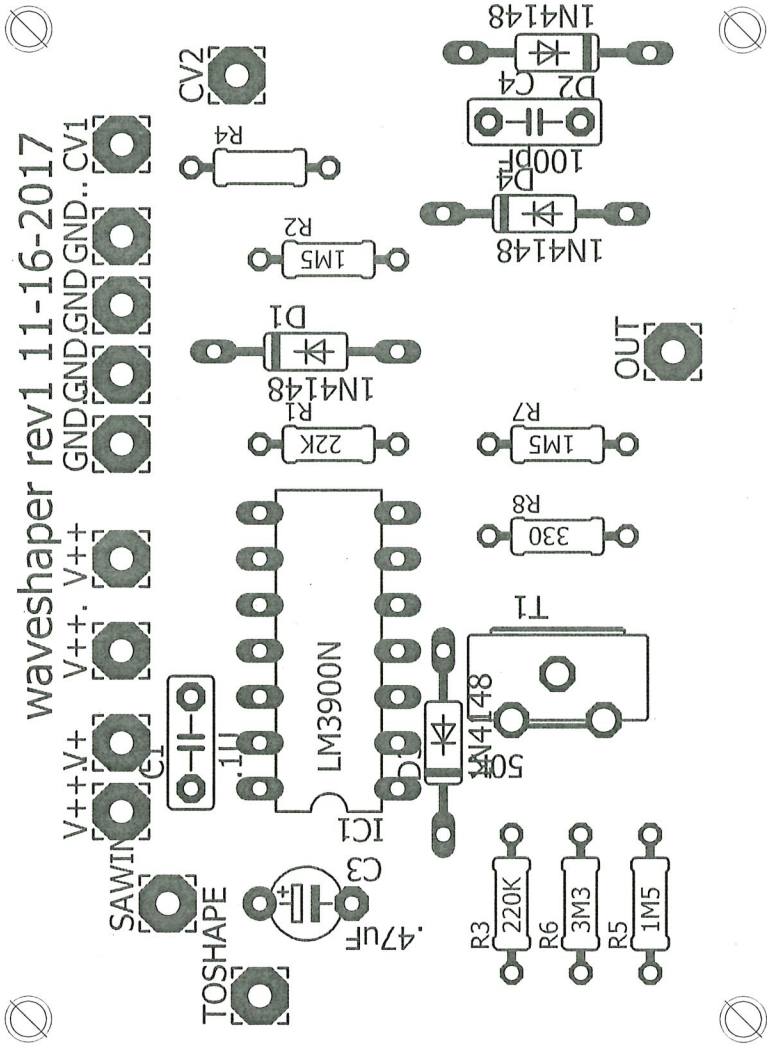 waveshaper rev1 11-16-2017
CV2
CV1
GND..
GND.
GND.
GND
V++
V++.
V+
V++.
SAWIN
TOSHAPE
R4
R2
1M5
D1
1N4148
R1
22K
1N4148
D2
C4
100pF
D4
1N4148
OUT
R7
1M5
R8
330
T1
LM3900N
IC1
C1
.1U
1N4148
C3
.47uF
R3
220K
R6
3M3
R5
1M5